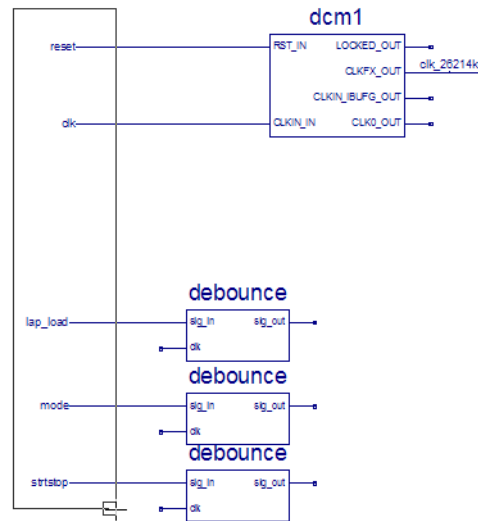 dcm1
reset RST_IN LOCKED_OUT
CLKFX_OUT clk_26214k
CLKIN_IBUFG_OUT
clk CLKIN_IN CLK0_OUT
debounce
lap_load sig_in sig_out
clk
debounce
mode sig_in sig_out
clk
debounce
strtstop sig_in sig_out
clk